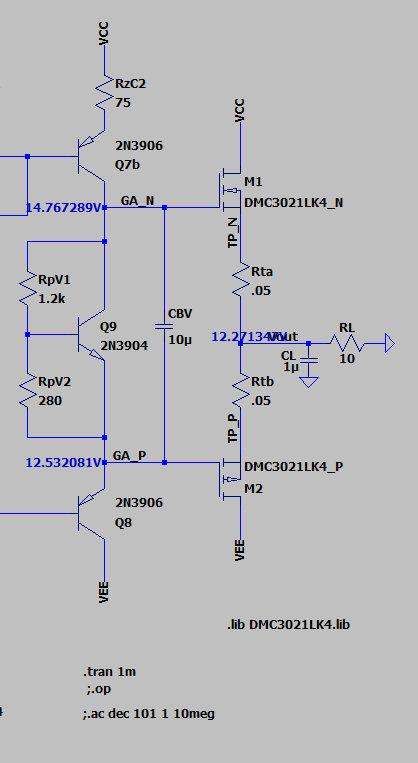 VCC
RzC2
75
VCC
2N3906
Q7b
M1
14.767289V
GA_N
DMC3021LK4_N
TP_N
RpV1
1.2k
Rta
.05
Q9
2N3904
CBV
10µ
Vout
RL
10
CL
1µ
RpV2
280
Rtb
.05
TP_P
12.532081V
GA_P
DMC3021LK4_P
M2
2N3906
Q8
VEE
VEE
.lib DMC3021LK4.lib
.tran 1m
;.op
;.ac dec 101 1 10meg